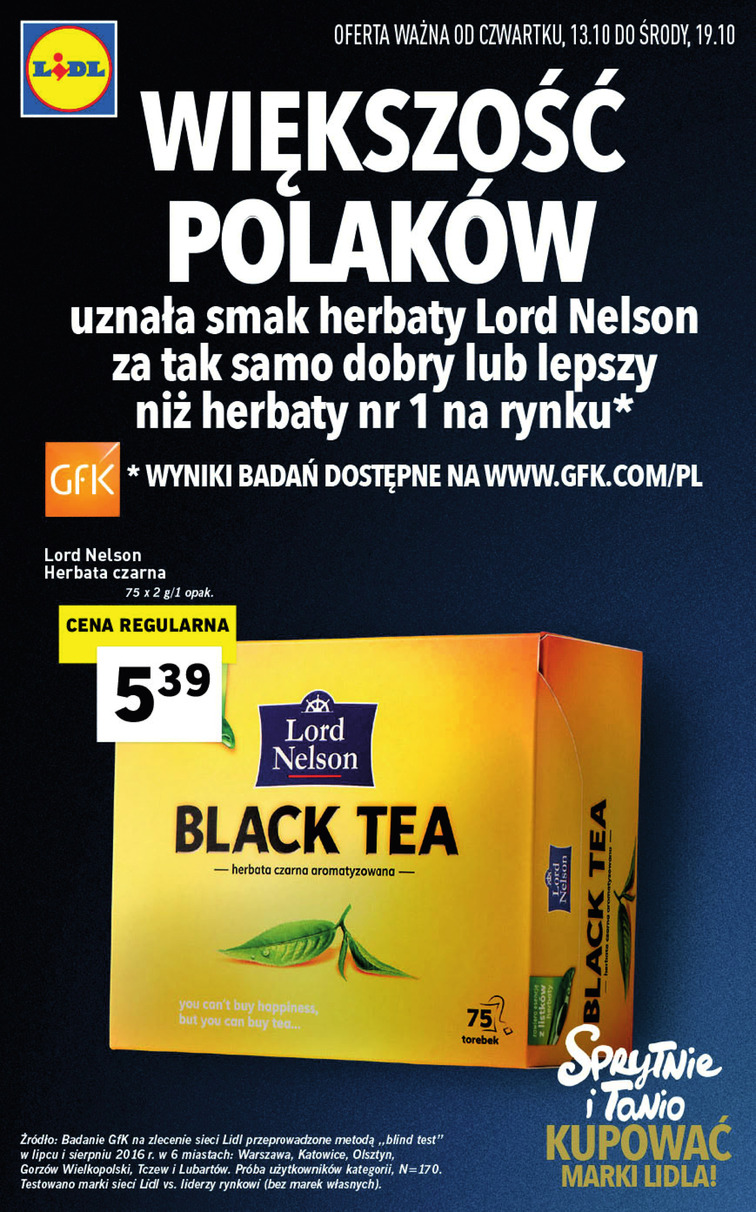 OFERTA WAŻNA OD CZWARTKU, 13.10 DO ŚRODY, 19.10
LIDL
WIĘKSZOŚĆ
POLAKÓW
uznała smak herbaty Lord Nelson
za tak samo dobry lub lepszy
niż herbaty nr 1 na rynku*
GFK
* WYNIKI BADAŃ DOSTĘPNE NA WWW.GFK.COM/PL
Lord Nelson
Herbata czarna
75 x 2 g/1 opak.
CENA REGULARNA
5 39
Lord
Nelson
BLACK TEA
— herbata czarna aromatyzowana —
you can't buy happiness,
but you can buy tea...
75
torebek
Lord
Nelson
BLACK TEA
— herbata czarna aromatyzowana —
z listków
herbaty
Sprytnie
i Tanio
KUPOWAĆ
MARKI LIDLA!
Źródło: Badanie GfK na zlecenie sieci Lidl przeprowadzone metodą „blind test”
w lipcu i sierpniu 2016 r. w 6 miastach: Warszawa, Katowice, Olsztyn,
Gorzów Wielkopolski, Tczew i Lubartów. Próba użytkowników kategorii, N=170.
Testowano marki sieci Lidl vs. liderzy rynkowi (bez marek własnych).